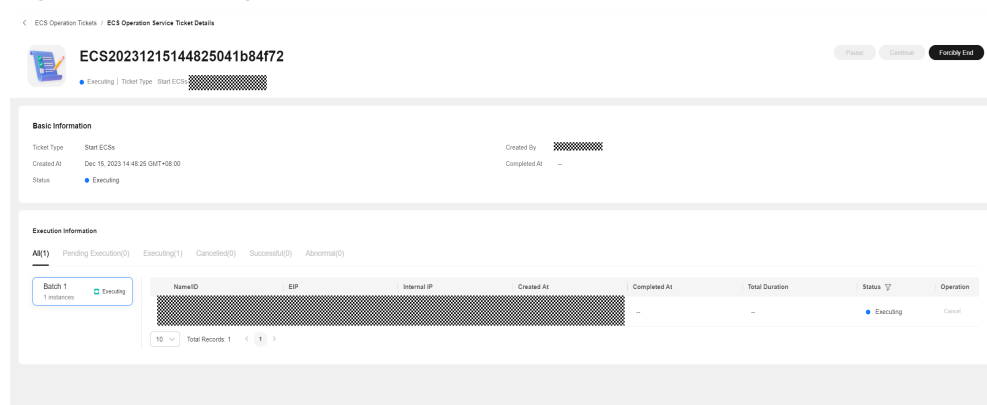 ECS Operation Tickets / ECS Operation Service Ticket Details
ECS20231215144825041b84f72
Pause Continue Forcibly End
Executing | Ticket Type Start ECSs
Basic Information
Ticket Type Start ECSs
Created By
Created At Dec 15, 2023 14:48:25 GMT+08:00
Completed At --
Status Executing
Execution Information
All(1) Pending Execution(0) Executing(1) Cancelled(0) Successful(0) Abnormal(0)
Batch 1
1 instances
Executing
Name/ID EIP Internal IP Created At Completed At Total Duration Status Operation
-- -- Executing Cancel
10 Total Records: 1 < 1 >